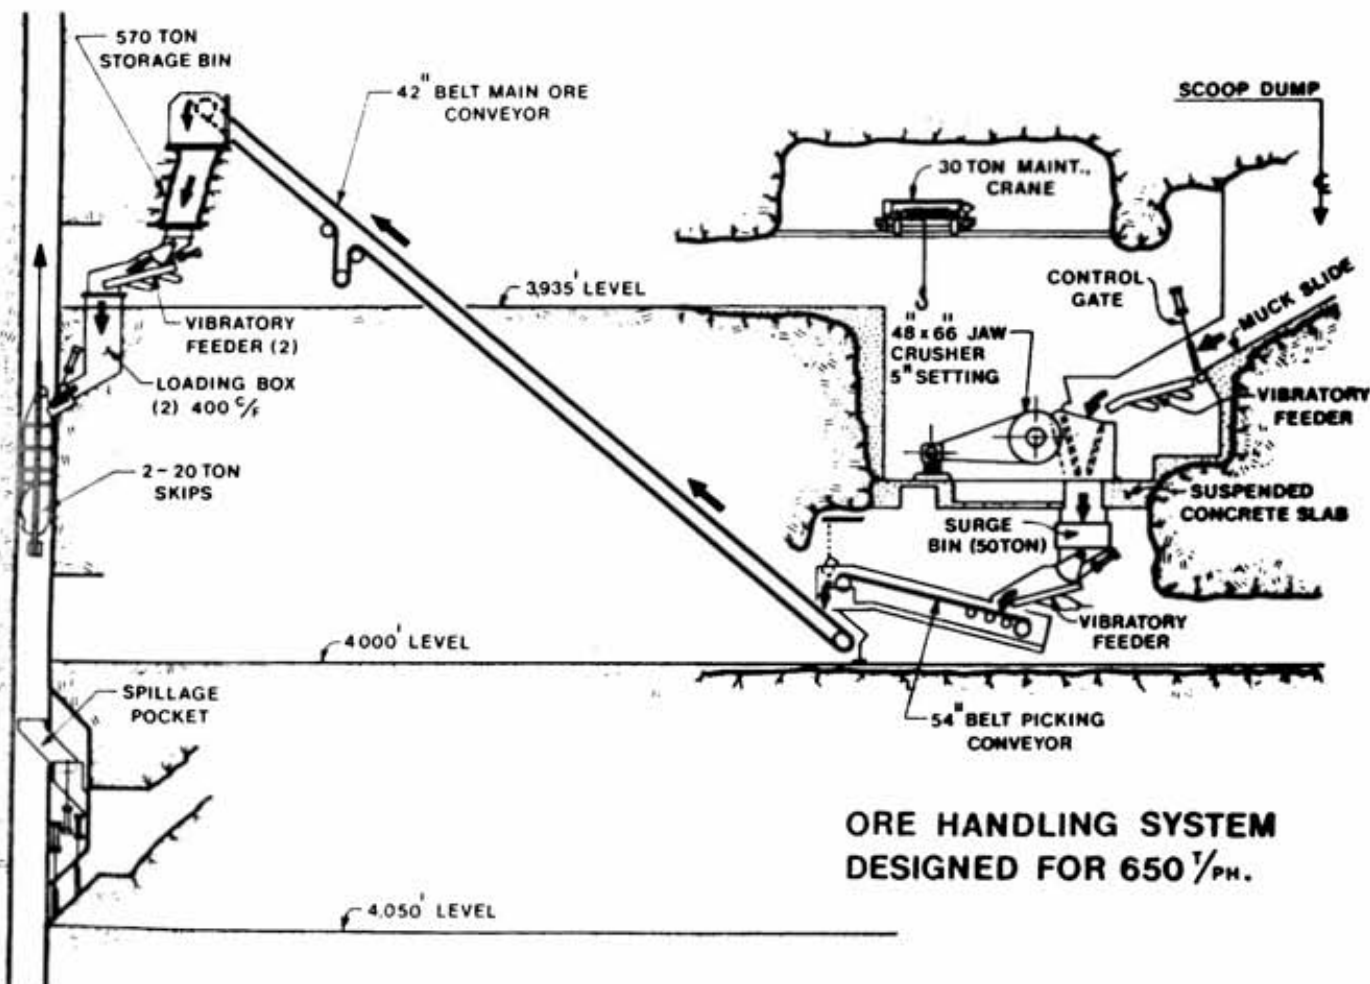 570 TON
STORAGE BIN
42" BELT MAIN ORE
CONVEYOR
SCOOP DUMP
30 TON MAINT.,
CRANE
CONTROL
GATE
MUCK SLIDE
3,935' LEVEL
VIBRATORY
FEEDER (2)
48" x 66" JAW
CRUSHER
5" SETTING
LOADING BOX
(2) 400 C/F
VIBRATORY
FEEDER
2-20 TON
SKIPS
SUSPENDED
CONCRETE SLAB
SURGE
BIN (50 TON)
VIBRATORY
FEEDER
4000' LEVEL
SPILLAGE
POCKET
54" BELT PICKING
CONVEYOR
ORE HANDLING SYSTEM
DESIGNED FOR 650 T/PH.
4,050' LEVEL